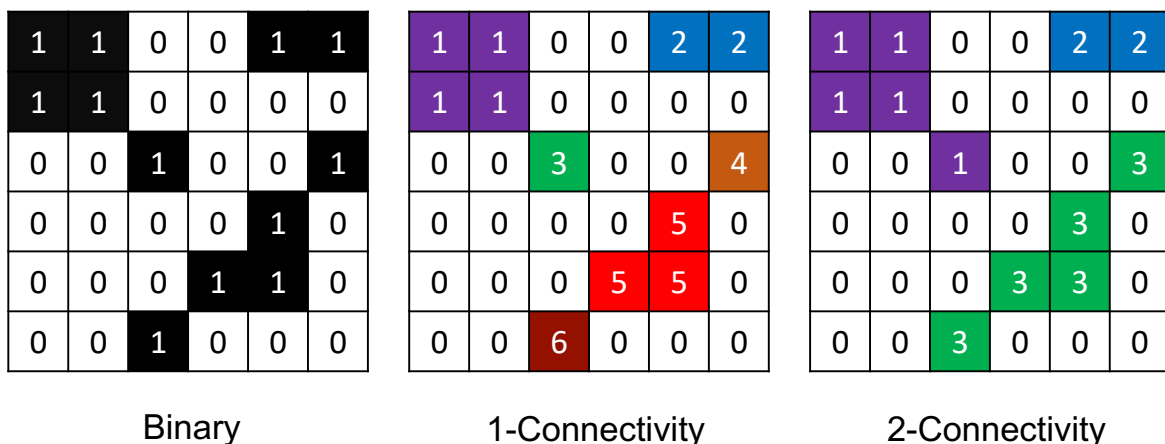 1 1 0 0 1 1 1 1 0 0 2 2 1 1 0 0 2 2
1 1 0 0 0 0 1 1 0 0 0 0 1 1 0 0 0 0
0 0 1 0 0 1 0 0 3 0 0 4 0 0 1 0 0 3
0 0 0 0 1 0 0 0 0 0 5 0 0 0 0 0 3 0
0 0 0 1 1 0 0 0 0 5 5 0 0 0 0 3 3 0
0 0 1 0 0 0 0 0 6 0 0 0 0 0 3 0 0 0
Binary 1-Connectivity 2-Connectivity